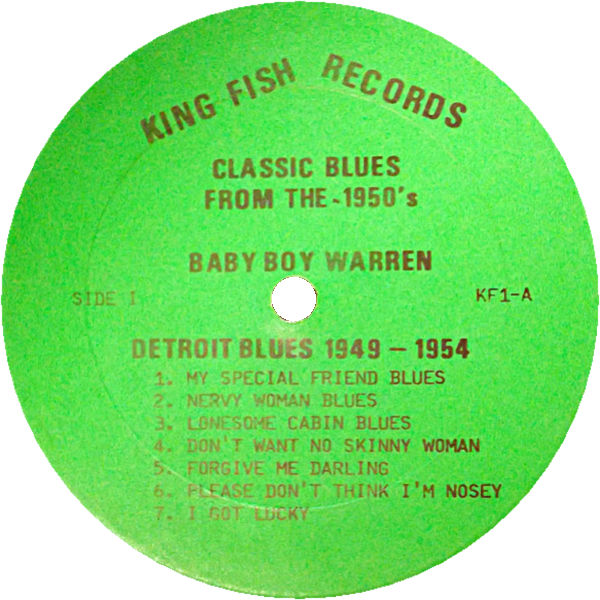 KING FISH RECORDS
CLASSIC BLUES
FROM THE-1950's
BABY BOY WARREN
SIDE I
KF1-A
DETROIT BLUES 1949 – 1954
1. MY SPECIAL FRIEND BLUES
2. NERVY WOMAN BLUES
3. LONESOME CABIN BLUES
4. DON'T WANT NO SKINNY WOMAN
5. FORGIVE ME DARLING
6. PLEASE DON'T THINK I'M NOSEY
7. I GOT LUCKY